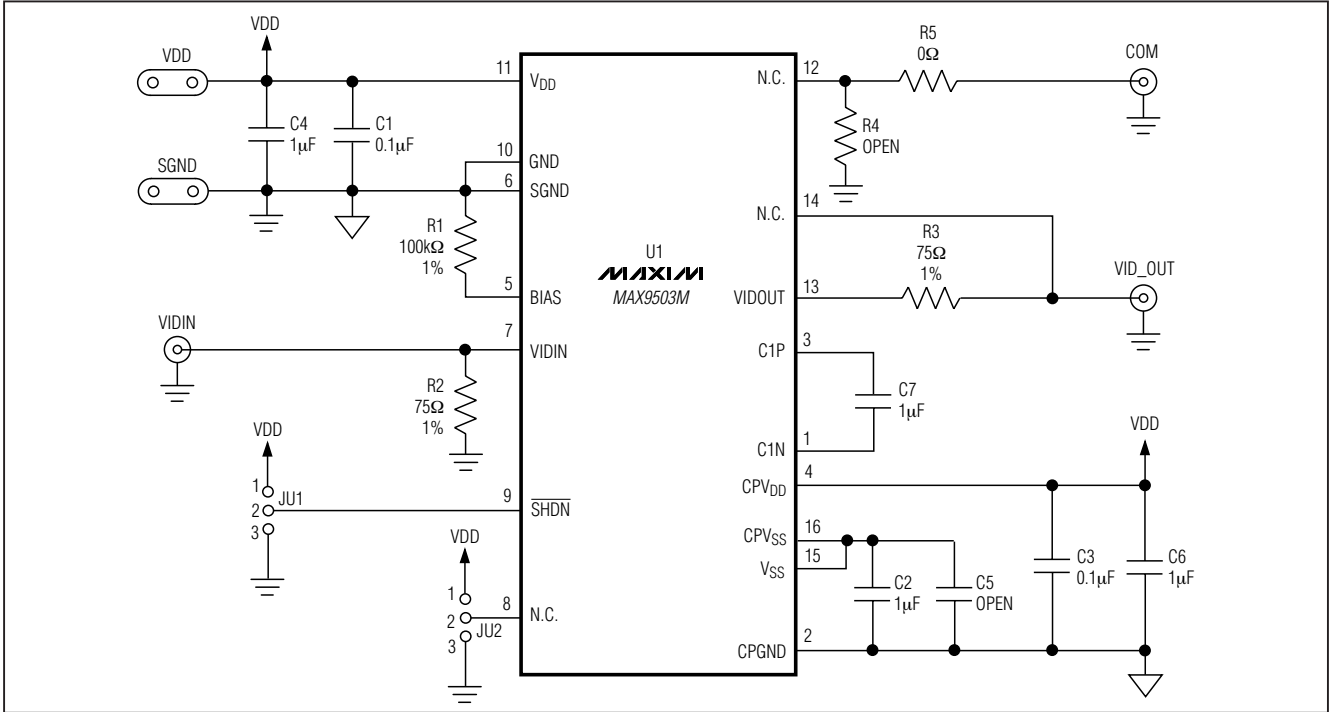 VDD
VDD
C4
1µF
C1
0.1µF
SGND
R1
100kΩ
1%
VIDIN
R2
75Ω
1%
VDD
1
2
3
JU1
VDD
1
2
3
JU2
11
VDD
10
GND
6
SGND
5
BIAS
7
VIDIN
9
SHDN
8
N.C.
U1
MAXIM
MAX9503M
N.C.
12
R5
0Ω
COM
R4
OPEN
N.C.
14
R3
75Ω
1%
VIDOUT
13
VID_OUT
C1P
3
C7
1µF
C1N
1
VDD
CPVDD
4
CPVSS
16
VSS
15
C2
1µF
C5
OPEN
C3
0.1µF
C6
1µF
CPGND
2